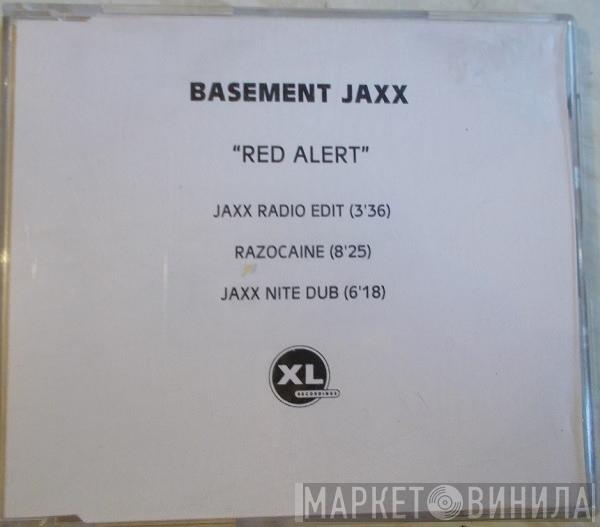 BASEMENT JAXX
“RED ALERT”
JAXX RADIO EDIT (3'36)
RAZOCAINE (8'25)
JAXX NITE DUB (6'18)
XL
RECORDINGS
МАРКЕТ ВИНИЛА